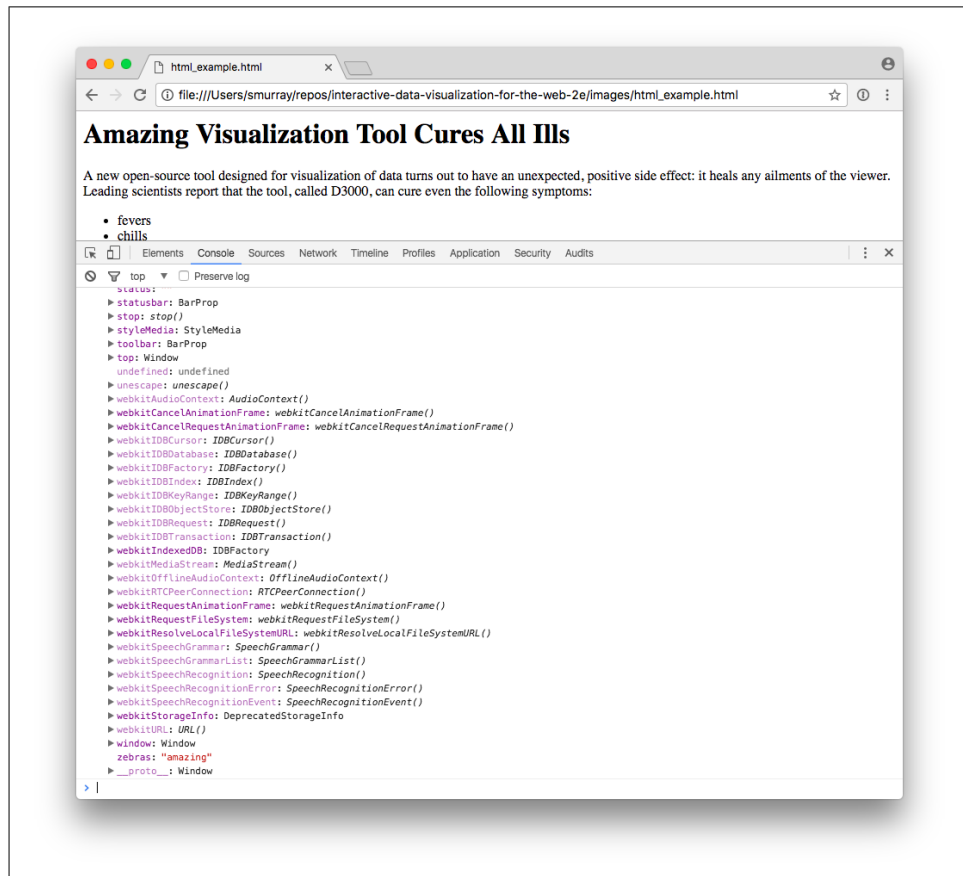 html_example.html
file:///Users/smurray/repos/interactive-data-visualization-for-the-web-2e/images/html_example.html
Amazing Visualization Tool Cures All Ills
A new open-source tool designed for visualization of data turns out to have an unexpected, positive side effect: it heals any ailments of the viewer.
Leading scientists report that the tool, called D3000, can cure even the following symptoms:
• fevers
• chills
Elements Console Sources Network Timeline Profiles Application Security Audits
top Preserve log
status:
statusbar: BarProp
stop: stop()
styleMedia: StyleMedia
toolbar: BarProp
top: Window
undefined: undefined
unescape: unescape()
webkitAudioContext: AudioContext()
webkitCancelAnimationFrame: webkitCancelAnimationFrame()
webkitCancelRequestAnimationFrame: webkitCancelRequestAnimationFrame()
webkitIDBCursor: IDBCursor()
webkitIDBDatabase: IDBDatabase()
webkitIDBFactory: IDBFactory()
webkitIDBIndex: IDBIndex()
webkitIDBKeyRange: IDBKeyRange()
webkitIDBObjectStore: IDBObjectStore()
webkitIDBRequest: IDBRequest()
webkitIDBTransaction: IDBTransaction()
webkitIndexedDB: IDBFactory
webkitMediaStream: MediaStream()
webkitOfflineAudioContext: OfflineAudioContext()
webkitRTCPeerConnection: RTCPeerConnection()
webkitRequestAnimationFrame: webkitRequestAnimationFrame()
webkitRequestFileSystem: webkitRequestFileSystem()
webkitResolveLocalFileSystemURL: webkitResolveLocalFileSystemURL()
webkitSpeechGrammar: SpeechGrammar()
webkitSpeechGrammarList: SpeechGrammarList()
webkitSpeechRecognition: SpeechRecognition()
webkitSpeechRecognitionError: SpeechRecognitionError()
webkitSpeechRecognitionEvent: SpeechRecognitionEvent()
webkitStorageInfo: DeprecatedStorageInfo
webkitURL: URL()
window: Window
zebras: "amazing"
__proto__: Window